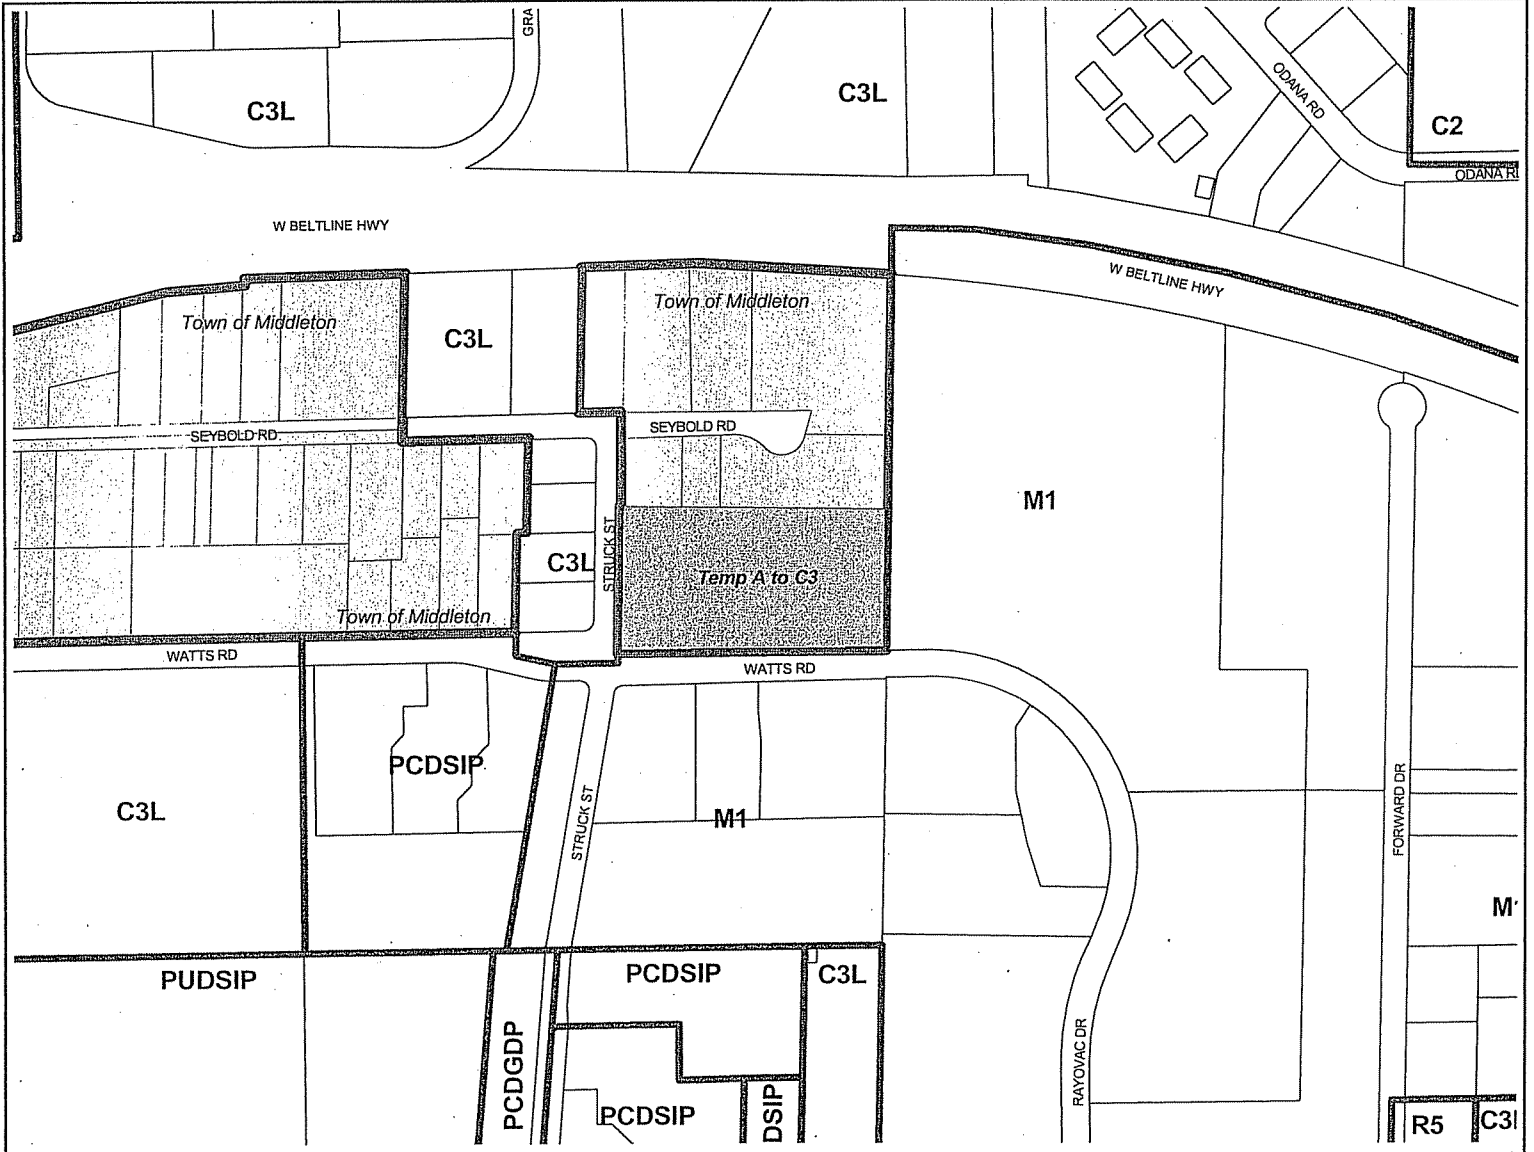 GRA
C3L
C3L
ODANA RD
C2
ODANA R
W BELTLINE HWY
W BELTLINE HWY
Town of Middleton
Town of Middleton
C3L
SEYBOLD RD
SEYBOLD RD
M1
STRUCK ST
C3L
Temp A to C3
Town of Middleton
WATTS RD
WATTS RD
PCDSIP
C3L
STRUCK ST
M1
FORWARD DR
M
PUDSIP
PCDSIP
C3L
PCDGDP
RAYOVAC DR
PCDSIP
DSIP
R5
C3